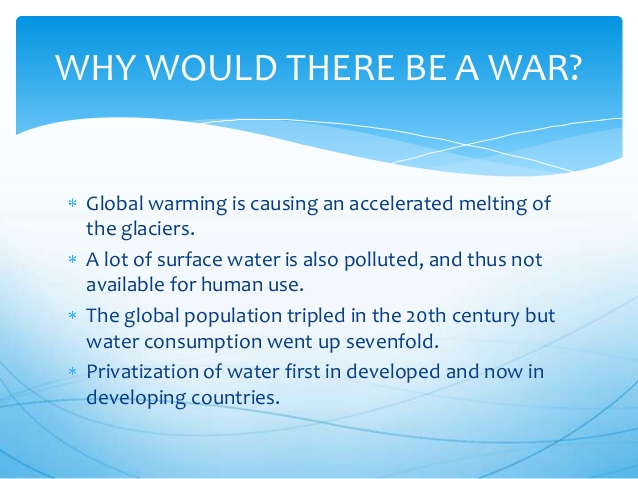 WHY WOULD THERE BE A WAR?
* Global warming is causing an accelerated melting of
the glaciers.
* A lot of surface water is also polluted, and thus not
available for human use.
* The global population tripled in the 20th century but
water consumption went up sevenfold.
* Privatization of water first in developed and now in
developing countries.